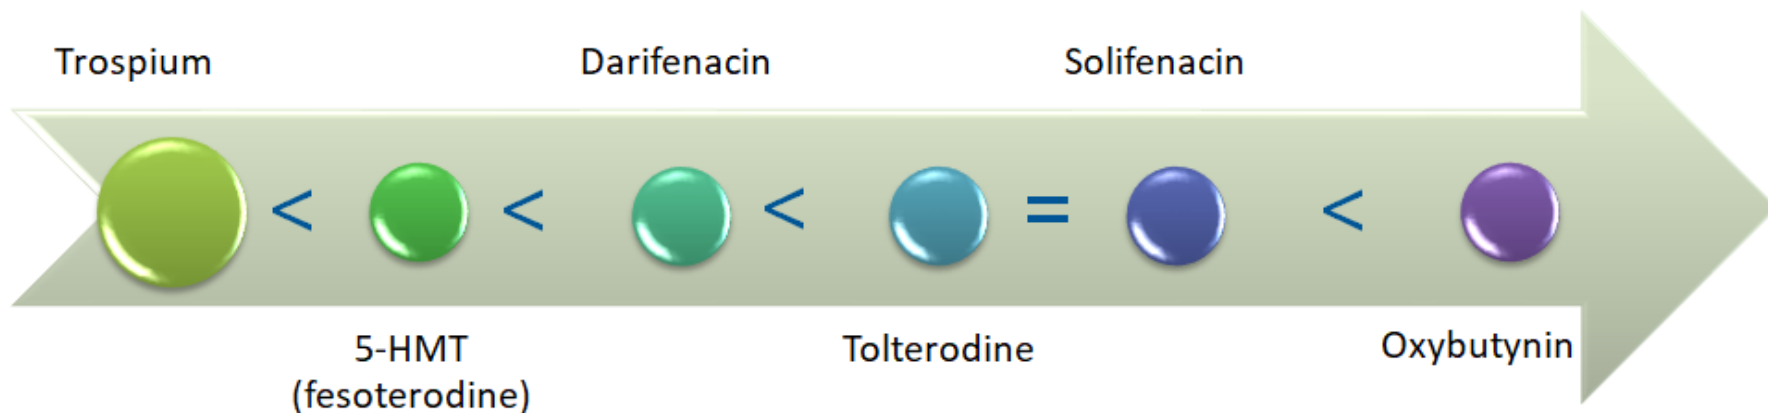 Trospium
Darifenacin
Solifenacin
< < < = <
5-HMT
(fesoterodine)
Tolterodine
Oxybutynin